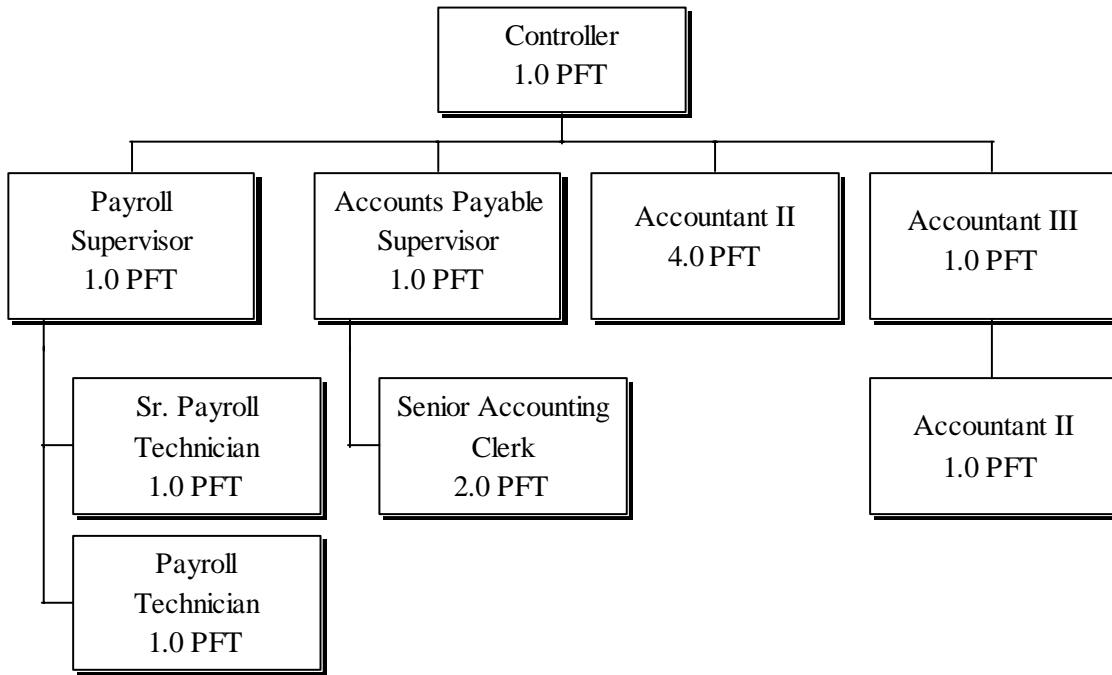 Controller
1.0 PFT
Payroll
Supervisor
1.0 PFT
Accounts Payable
Supervisor
1.0 PFT
Accountant II
4.0 PFT
Accountant III
1.0 PFT
Sr. Payroll
Technician
1.0 PFT
Senior Accounting
Clerk
2.0 PFT
Accountant II
1.0 PFT
Payroll
Technician
1.0 PFT